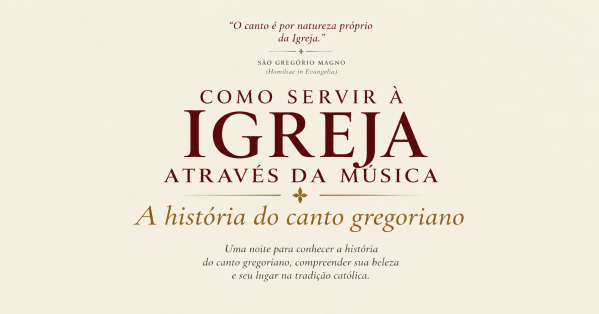 “O canto é por natureza próprio
da Igreja.”
SÃO GREGÓRIO MAGNO
(Homiliae in Evangelia)
COMO SERVIR À
IGREJA
ATRAVÉS DA MÚSICA
A história do canto gregoriano
Uma noite para conhecer a história
do canto gregoriano, compreender sua beleza
e seu lugar na tradição católica.